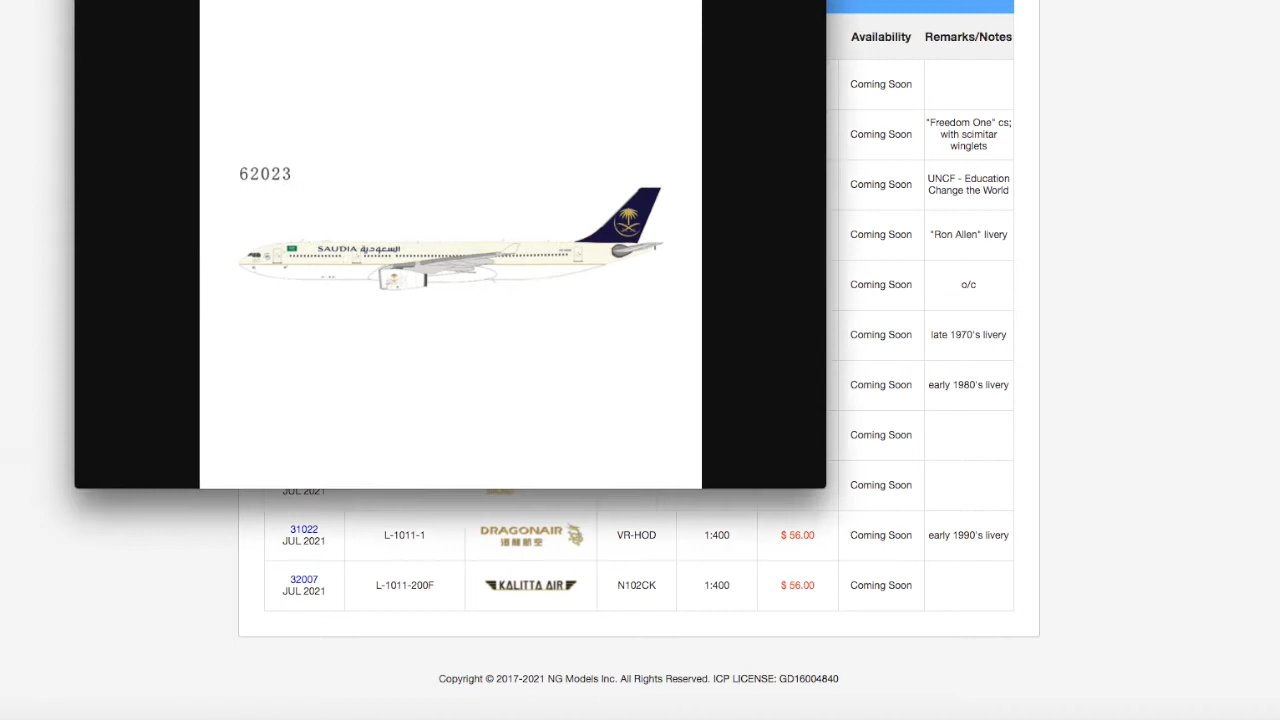 Availability Remarks/Notes
Coming Soon
"Freedom One" cs;
Coming Soon with scimitar
winglets
62023
UNCF - Education
Coming Soon Change the World
Coming Soon "Ron Allen" livery
SAUDIA السعودية
Coming Soon o/c
Coming Soon late 1970's livery
Coming Soon early 1980's livery
Coming Soon
Coming Soon
JUL 2021
31022
JUL 2021 L-1011-1 DRAGONAIR 港龍航空 VR-HOD 1:400 $ 56.00 Coming Soon early 1990's livery
32007
JUL 2021 L-1011-200F KALITTA AIR N102CK 1:400 $ 56.00 Coming Soon
Copyright © 2017-2021 NG Models Inc. All Rights Reserved. ICP LICENSE: GD16004840